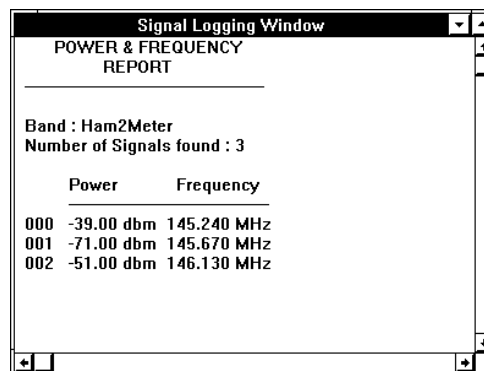 Signal Logging Window
POWER & FREQUENCY
REPORT
Band : Ham2Meter
Number of Signals found : 3
Power Frequency
000 -39.00 dbm 145.240 MHz
001 -71.00 dbm 145.670 MHz
002 -51.00 dbm 146.130 MHz